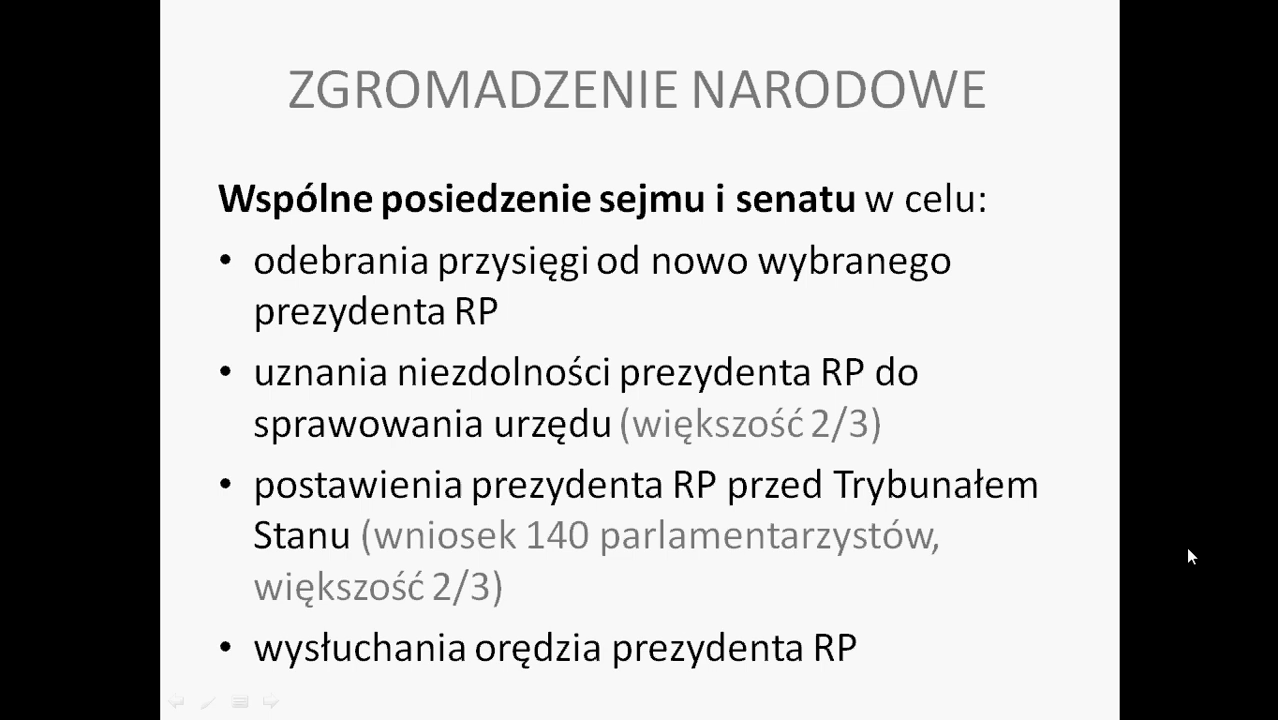 ZGROMADZENIE NARODOWE
Wspólne posiedzenie sejmu i senatu w celu:
• odebrania przysięgi od nowo wybranego
prezydenta RP
• uznania niezdolności prezydenta RP do
sprawowania urzędu (większość 2/3)
• postawienia prezydenta RP przed Trybunałem
Stanu (wniosek 140 parlamentarzystów,
większość 2/3)
• wysłuchania orędzia prezydenta RP